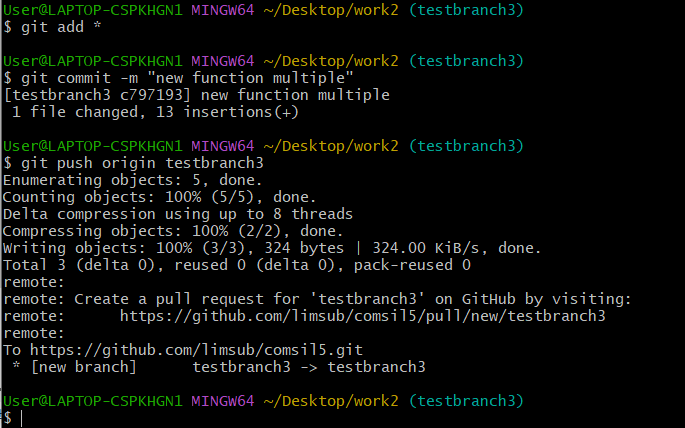 User@LAPTOP-CSPKHGN1 MINGW64 ~/Desktop/work2 (testbranch3)
$ git add *
User@LAPTOP-CSPKHGN1 MINGW64 ~/Desktop/work2 (testbranch3)
$ git commit -m "new function multiple"
[testbranch3 c797193] new function multiple
 1 file changed, 13 insertions(+)
User@LAPTOP-CSPKHGN1 MINGW64 ~/Desktop/work2 (testbranch3)
$ git push origin testbranch3
Enumerating objects: 5, done.
Counting objects: 100% (5/5), done.
Delta compression using up to 8 threads
Compressing objects: 100% (2/2), done.
Writing objects: 100% (3/3), 324 bytes | 324.00 KiB/s, done.
Total 3 (delta 0), reused 0 (delta 0), pack-reused 0
remote:
remote: Create a pull request for 'testbranch3' on GitHub by visiting:
remote:      https://github.com/limsub/comsil5/pull/new/testbranch3
remote:
To https://github.com/limsub/comsil5.git
 * [new branch]      testbranch3 -> testbranch3
User@LAPTOP-CSPKHGN1 MINGW64 ~/Desktop/work2 (testbranch3)
$